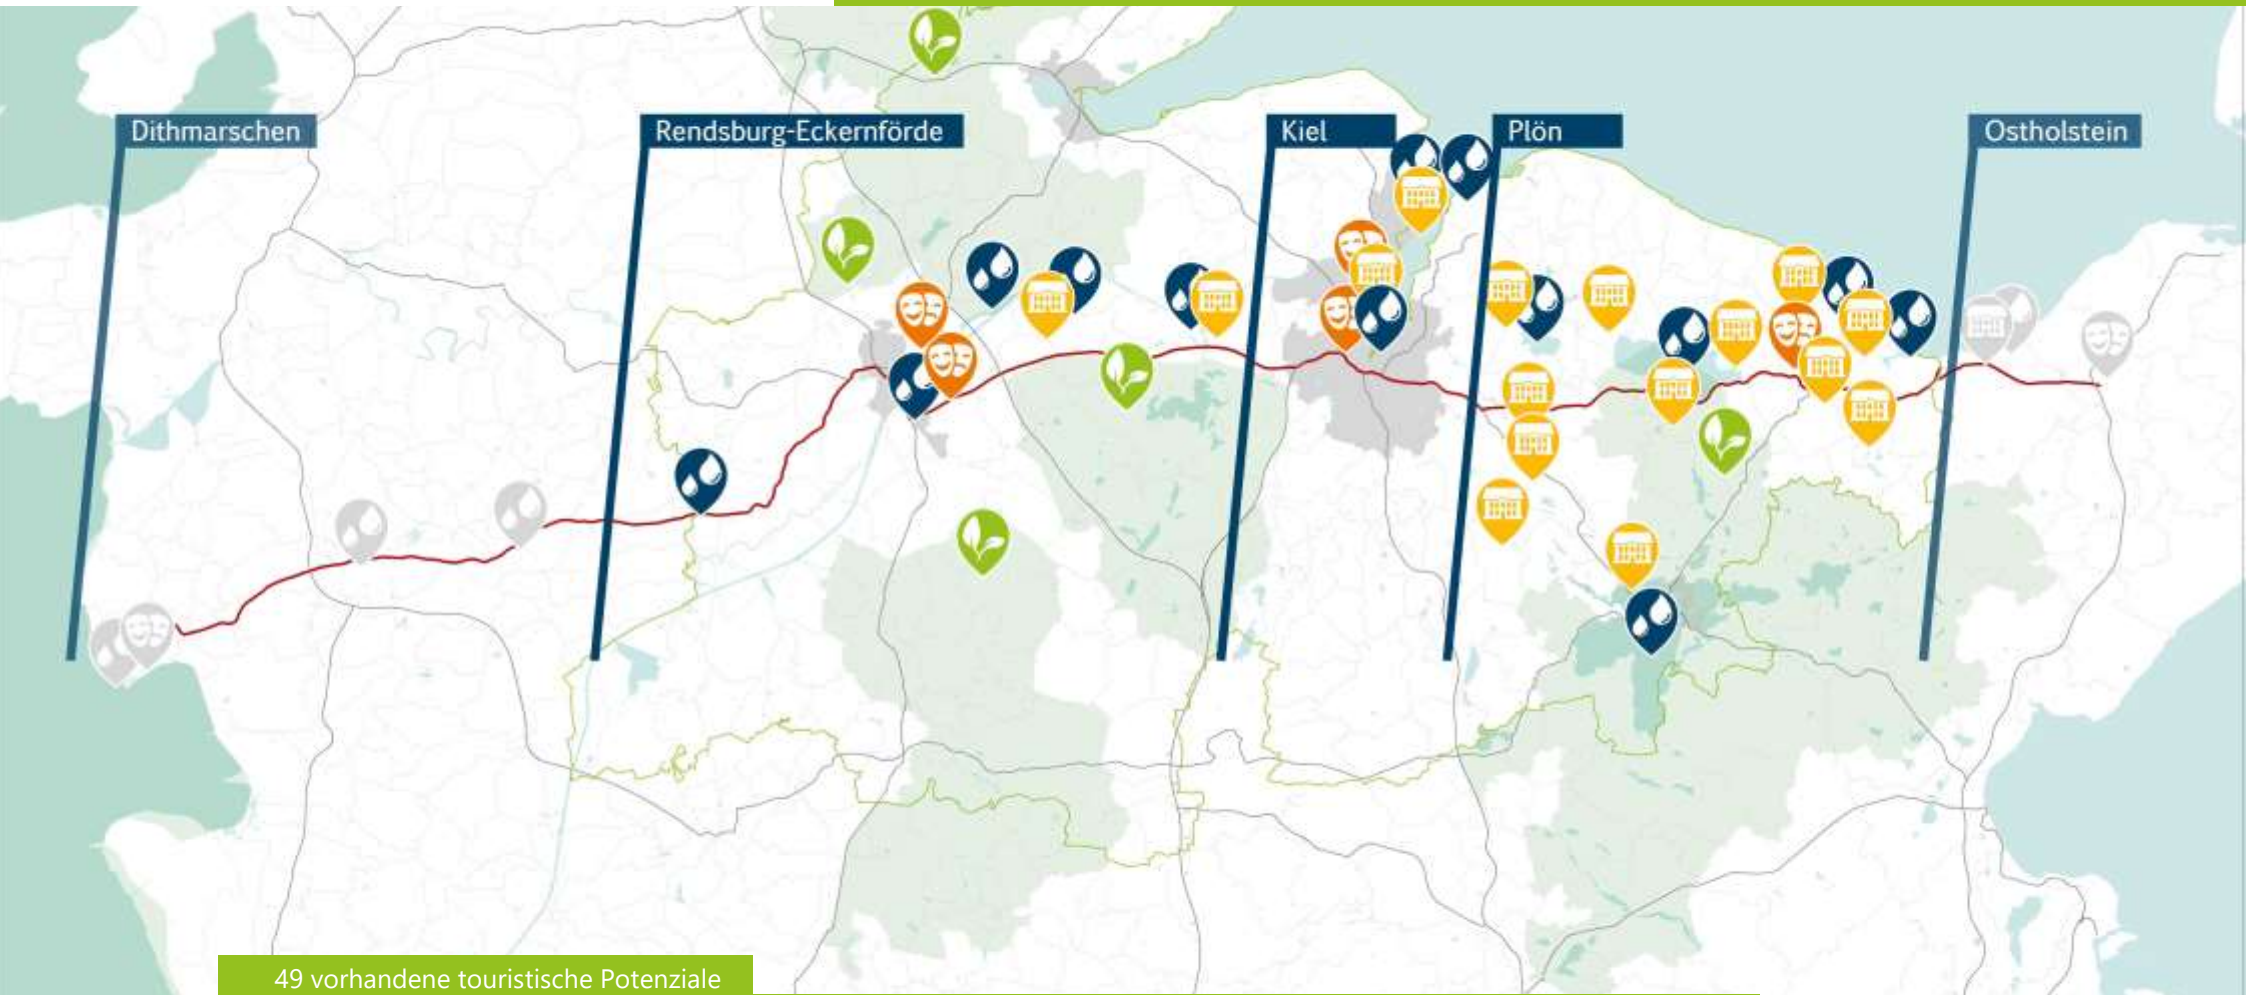 Dithmarschen
Rendsburg-Eckernförde
Kiel
Plön
Ostholstein
49 vorhandene touristische Potenziale